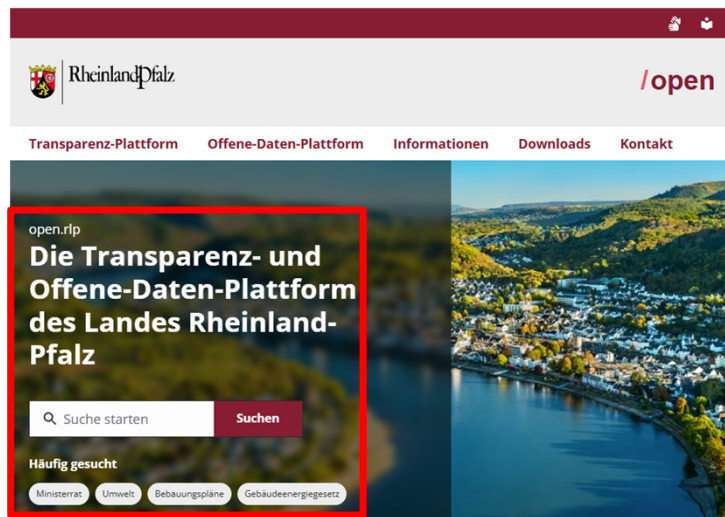 RheinlandPfalz
/open
Transparenz-Plattform Offene-Daten-Plattform Informationen Downloads Kontakt
open.rlp
Die Transparenz- und
Offene-Daten-Plattform
des Landes Rheinland-
Pfalz
Suche starten Suchen
Häufig gesucht
Ministerrat Umwelt Bebauungspläne Gebäudeenergiegesetz